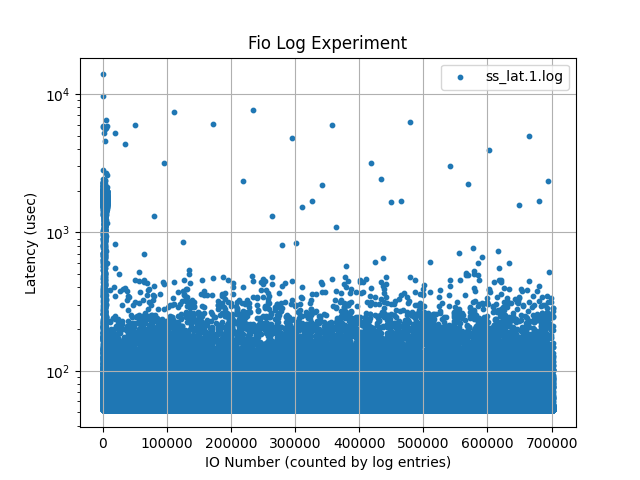 Fio Log Experiment
ss_lat.1.log
10^4
10^3
10^2
Latency (usec)
0 100000 200000 300000 400000 500000 600000 700000
IO Number (counted by log entries)